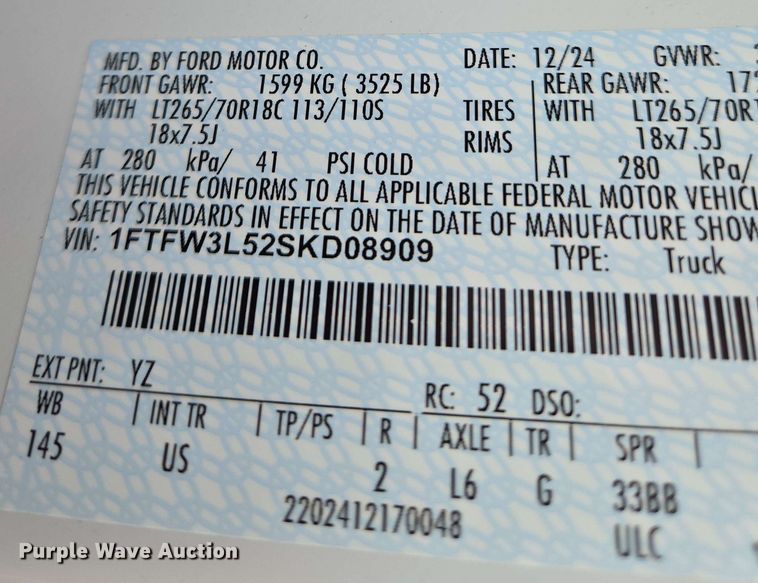 MFD. BY FORD MOTOR CO. DATE: 12/24 GVWR:
FRONT GAWR: 1599 KG ( 3525 LB) REAR GAWR:
WITH LT265/70R18C 113/110S TIRES WITH LT265/70R
18x7.5J RIMS 18x7.5J
AT 280 kPa/ 41 PSI COLD AT 280 kPa/
THIS VEHICLE CONFORMS TO ALL APPLICABLE FEDERAL MOTOR VEHICL
SAFETY STANDARDS IN EFFECT ON THE DATE OF MANUFACTURE SHOW
VIN: 1FTFW3L52SKD08909 TYPE: Truck
EXT PNT: YZ RC: 52 DSO:
WB INT TR TP/PS R AXLE TR SPR
145 US 2 L6 G 33BB
2202412170048 ULC
Purple Wave Auction